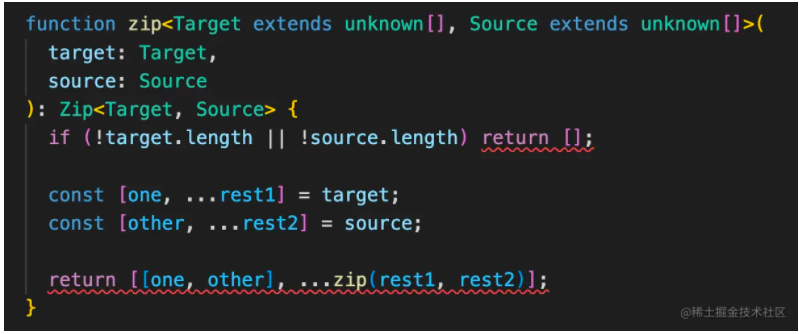 function zip<Target extends unknown[], Source extends unknown[]>(
  target: Target,
  source: Source
): Zip<Target, Source> {
  if (!target.length || !source.length) return [];

  const [one, ...rest1] = target;
  const [other, ...rest2] = source;

  return [[one, other], ...zip(rest1, rest2)];
}
@稀土掘金技术社区